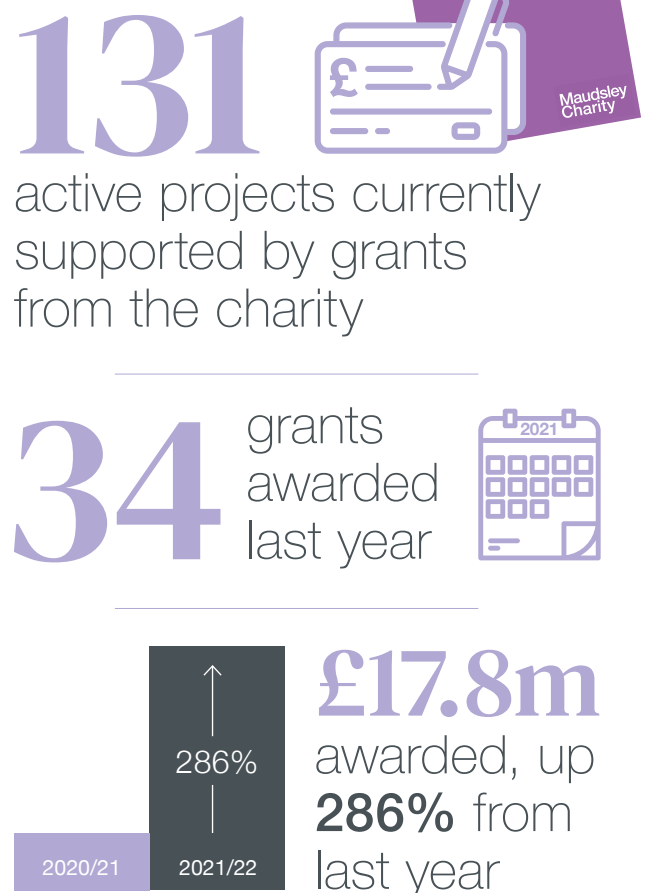 131
£
Maudsley
Charity
active projects currently
supported by grants
from the charity
34
grants
awarded
last year
2021
286%
2020/21
2021/22
£17.8m
awarded, up
286% from
last year